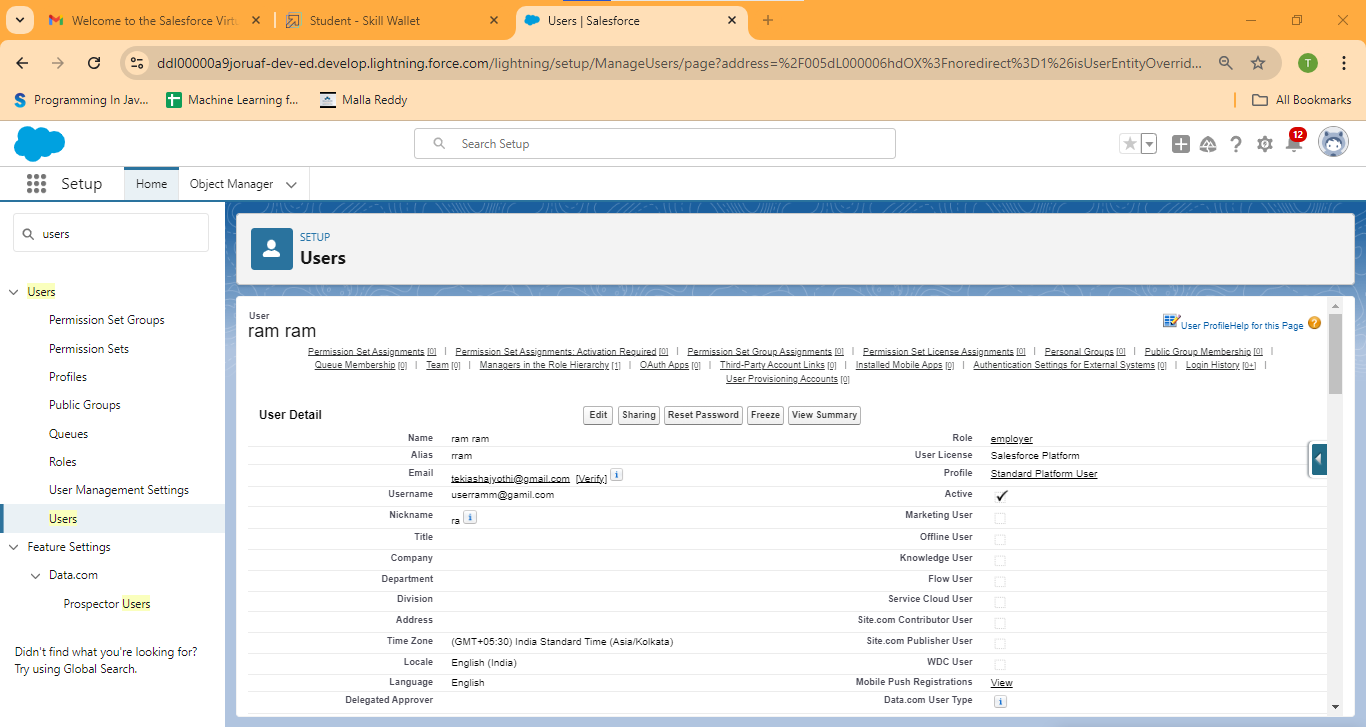 Welcome to the Salesforce Virtu
Student - Skill Wallet
Users | Salesforce
ddl00000a9joruaf-dev-ed.develop.lightning.force.com/lightning/setup/ManageUsers/page?address=%2F005dL000006hdOX%3Fnoredirect%3D1%26isUserEntityOverrid...
T
Programming In Jav...
Machine Learning f...
Malla Reddy
All Bookmarks
Search Setup
12
Setup
Home
Object Manager
users
Users
Permission Set Groups
Permission Sets
Profiles
Public Groups
Queues
Roles
User Management Settings
Users
Feature Settings
Data.com
Prospector Users
Didn't find what you're looking for?
Try using Global Search.
SETUP
Users
User
ram ram
User Profile Help for this Page
Permission Set Assignments [0] | Permission Set Assignments: Activation Required [0] | Permission Set Group Assignments [0] | Permission Set License Assignments [0] | Personal Groups [0] | Public Group Membership [0] |
Queue Membership [0] | Team [0] | Managers in the Role Hierarchy [1] | OAuth Apps [0] | Third-Party Account Links [0] | Installed Mobile Apps [0] | Authentication Settings for External Systems [0] | Login History [0+] |
User Provisioning Accounts [0]
User Detail
Edit Sharing Reset Password Freeze View Summary
Name ram ram Role employer
Alias rram User License Salesforce Platform
Email tekiashajyothi@gmail.com [Verify] Profile Standard Platform User
Username userramm@gamil.com Active
Nickname ra Marketing User
Title Offline User
Company Knowledge User
Department Flow User
Division Service Cloud User
Address Site.com Contributor User
Time Zone (GMT+05:30) India Standard Time (Asia/Kolkata) Site.com Publisher User
Locale English (India) WDC User
Language English Mobile Push Registrations View
Delegated Approver Data.com User Type